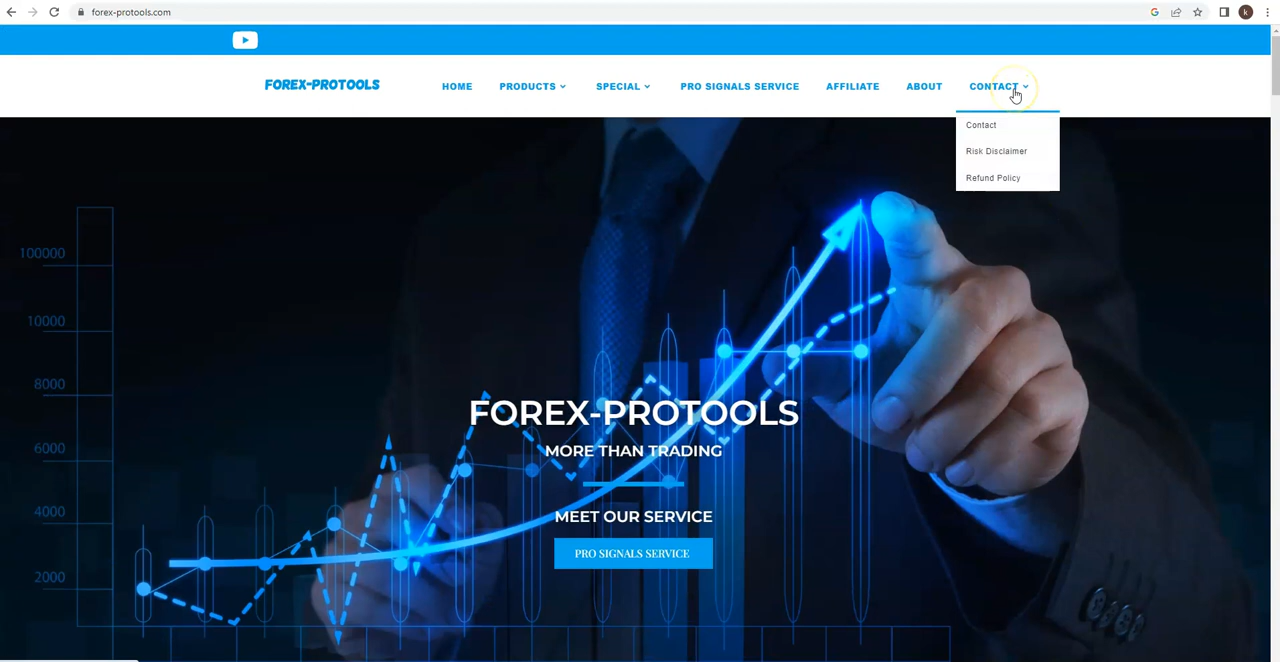 forex-protools.com
k
FOREX-PROTOOLS
HOME
PRODUCTS
SPECIAL
PRO SIGNALS SERVICE
AFFILIATE
ABOUT
CONTACT
Contact
Risk Disclaimer
Refund Policy
100000
10000
8000
6000
4000
2000
FOREX-PROTOOLS
MORE THAN TRADING
MEET OUR SERVICE
PRO SIGNALS SERVICE